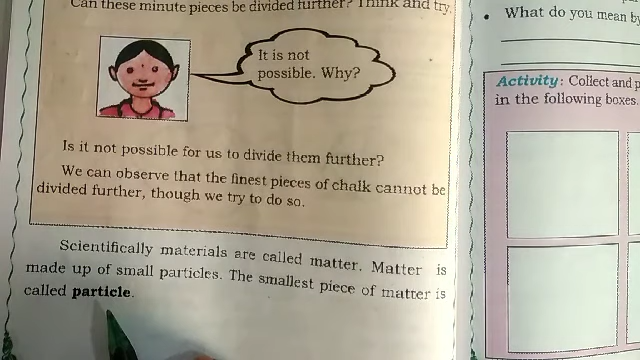 Can these minute pieces be divided further? Think and try.
It is not
possible. Why?
Is it not possible for us to divide them further?
We can observe that the finest pieces of chalk cannot be
divided further, though we try to do so.
Scientifically materials are called matter. Matter is
made up of small particles. The smallest piece of matter is
called particle.
What do you mean by
Activity: Collect and
in the following boxes.